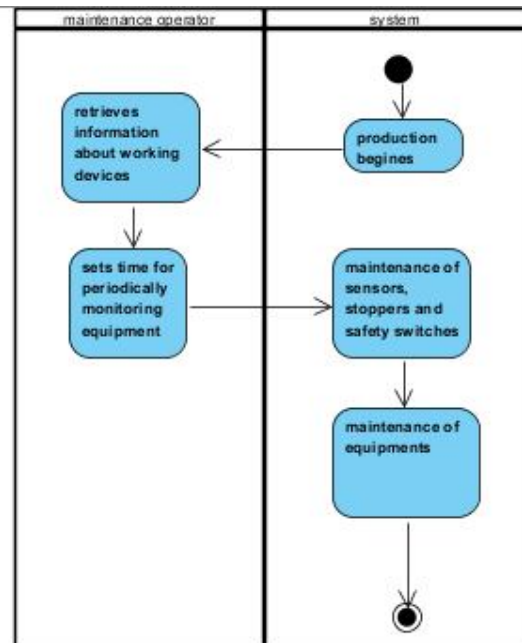 maintenance operator
system
production
begines
retrieves
information
about working
devices
sets time for
periodically
monitoring
equipment
maintenance of
sensors,
stoppers and
safety switches
maintenance of
equipments